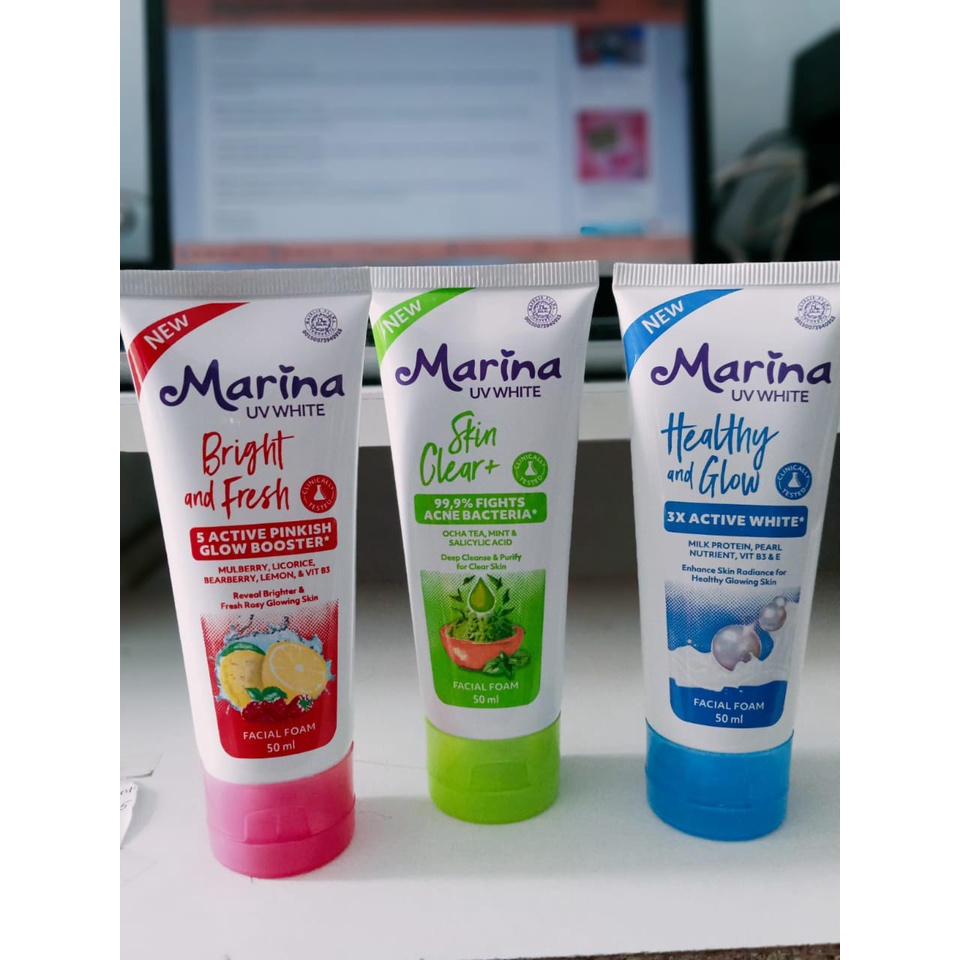 NEW
Marina
UV WHITE
Bright
and Fresh
CLINICALLY
TESTED
5 ACTIVE PINKISH
GLOW BOOSTER*
MULBERRY, LICORICE,
BEARBERRY, LEMON, & VIT B3
Reveal Brighter &
Fresh Rosy Glowing Skin
FACIAL FOAM
50 ml
NEW
Marina
UV WHITE
Skin
Clear+
CLINICALLY
TESTED
99,9% FIGHTS
ACNE BACTERIA*
OCHA TEA, MINT &
SALICYLIC ACID
Deep Cleanse & Purify
for Clear Skin
FACIAL FOAM
50 ml
NEW
Marina
UV WHITE
Healthy
and Glow
CLINICALLY
TESTED
3X ACTIVE WHITE*
MILK PROTEIN, PEARL
NUTRIENT, VIT B3 & E
Enhance Skin Radiance for
Healthy Glowing Skin
FACIAL FOAM
50 ml